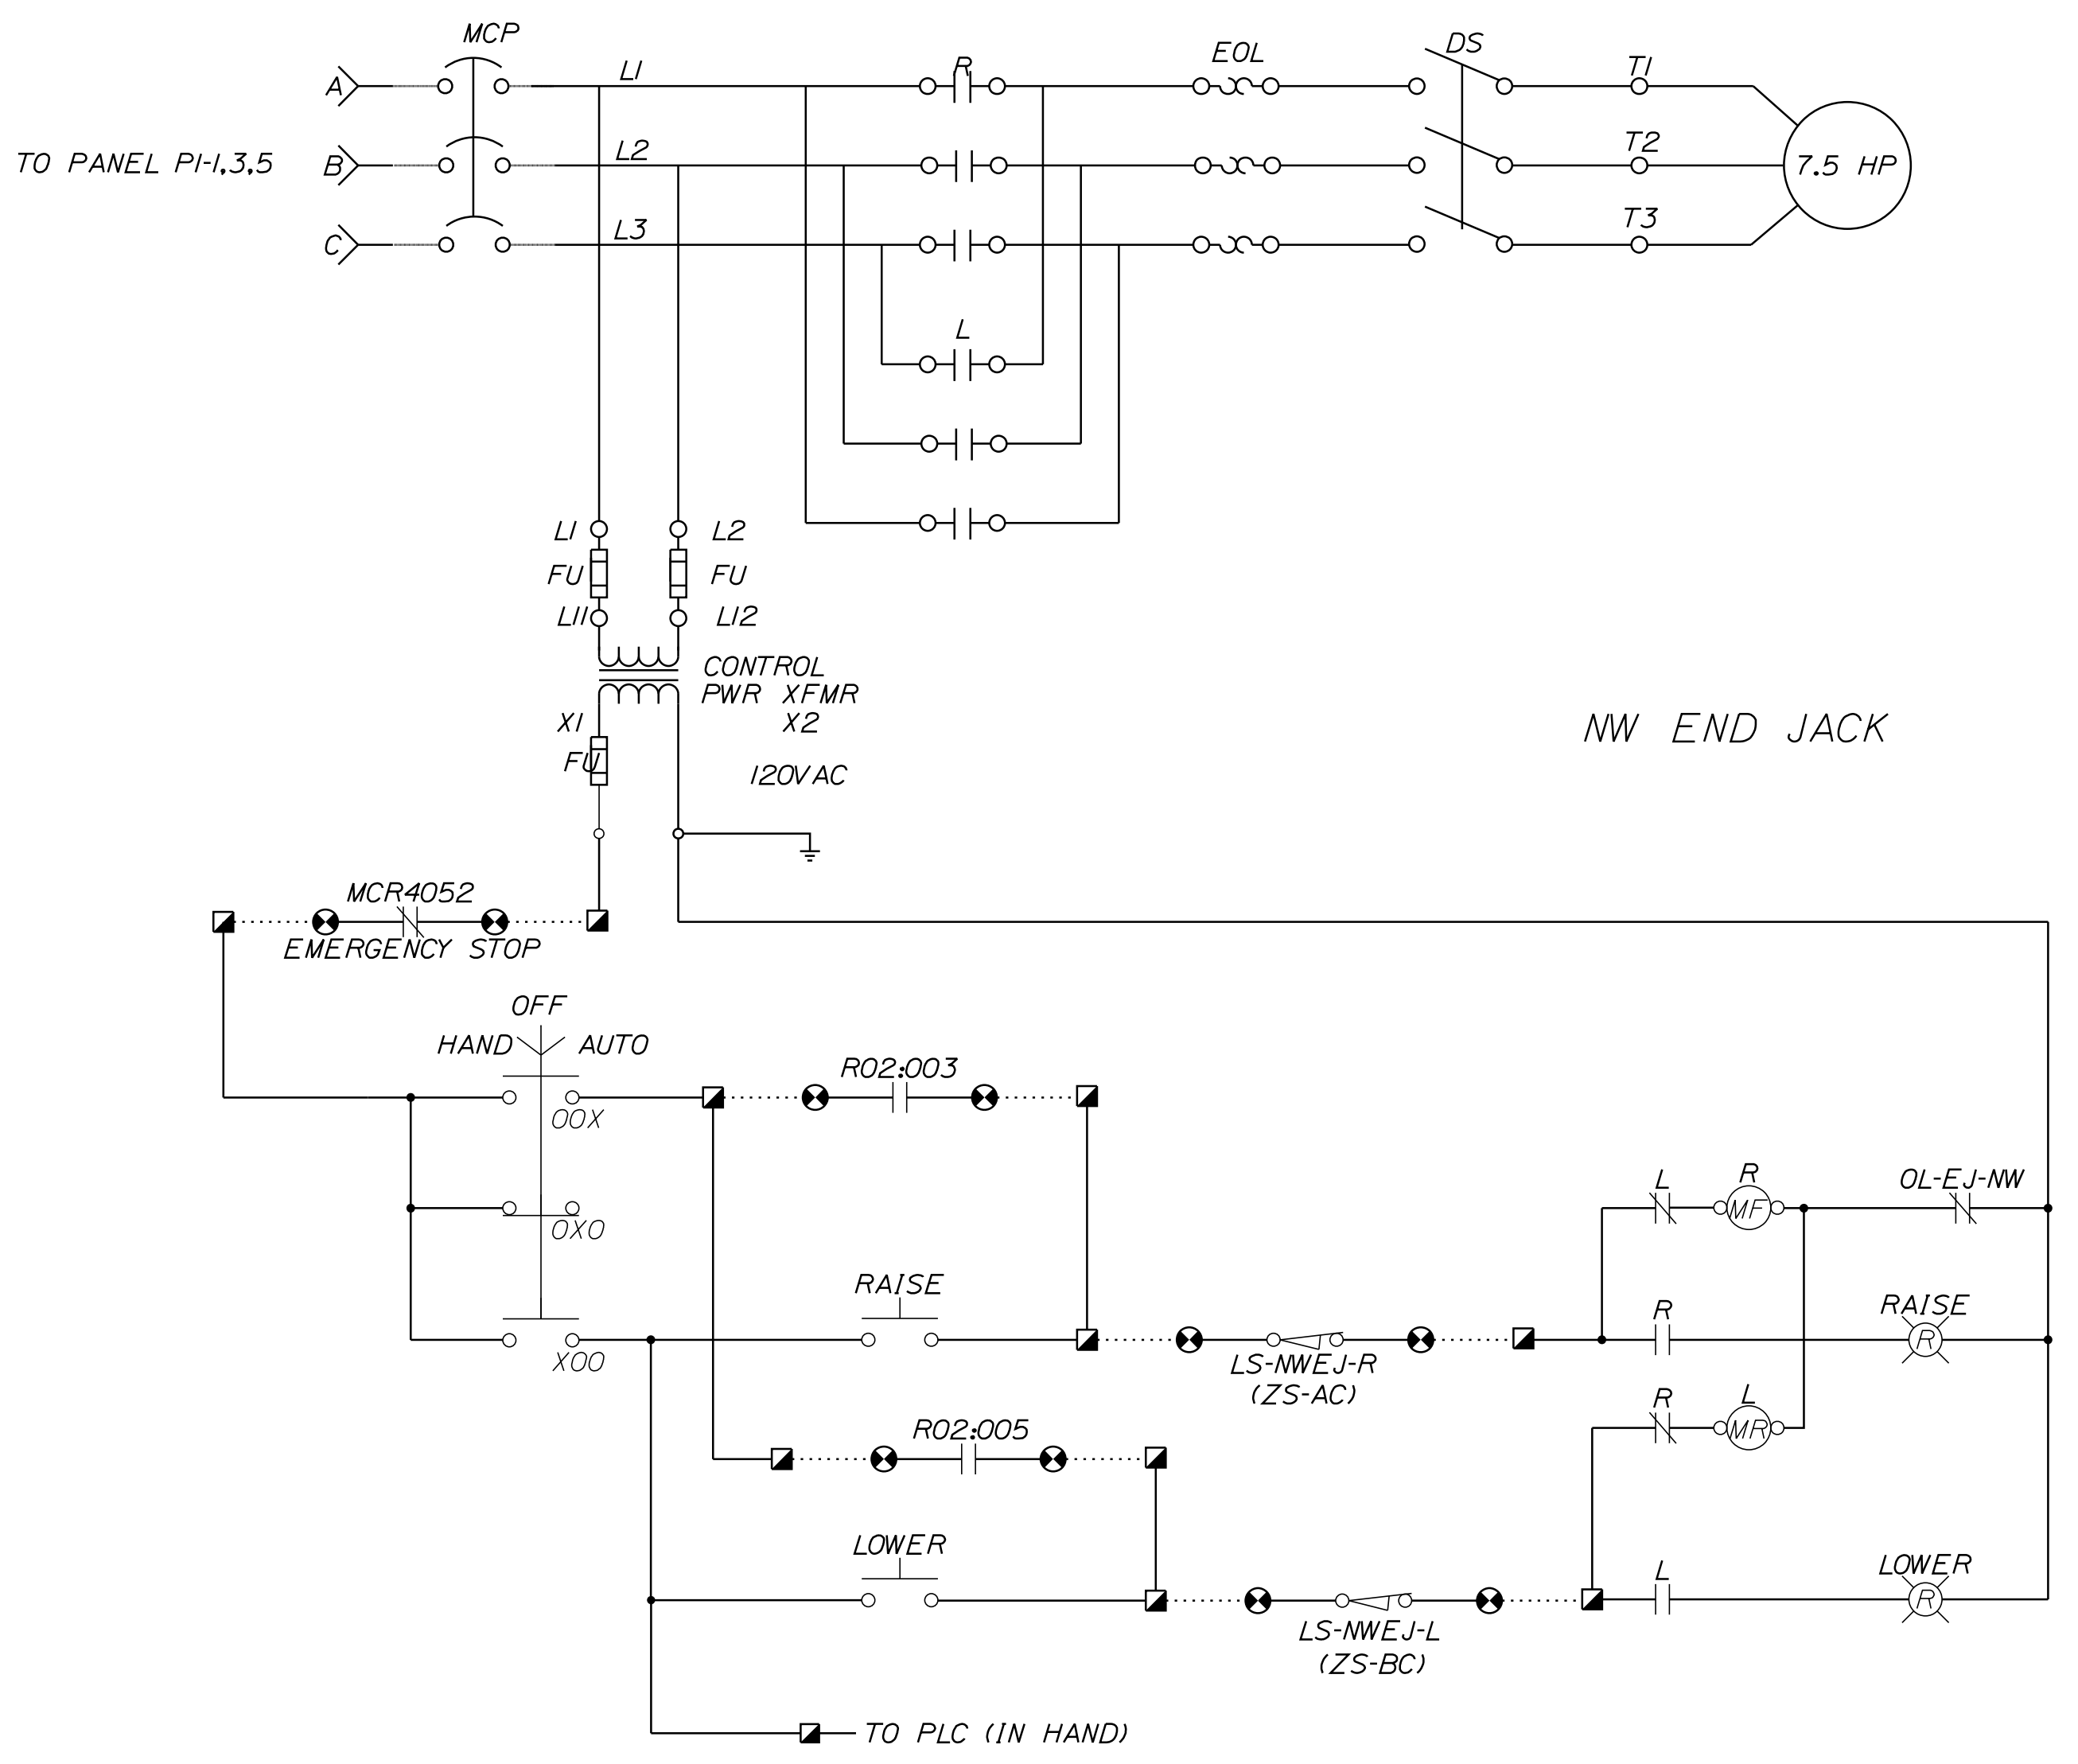 MCP
A
L1
R
EOL
DS
T1
TO PANEL P1-1,3,5
B
L2
T2
7.5 HP
C
L3
T3
L
L1
L2
FU
FU
L11
L12
CONTROL
PWR XFMR
X1
X2
FU
120VAC
NW END JACK
MCR4052
EMERGENCY STOP
OFF
HAND
AUTO
R02:003
OOX
L
R
OL-EJ-NW
MF
OXO
RAISE
R
RAISE
R
XOO
LS-NWEJ-R
(ZS-AC)
R
L
MR
R02:005
LOWER
L
LOWER
R
LS-NWEJ-L
(ZS-BC)
TO PLC (IN HAND)